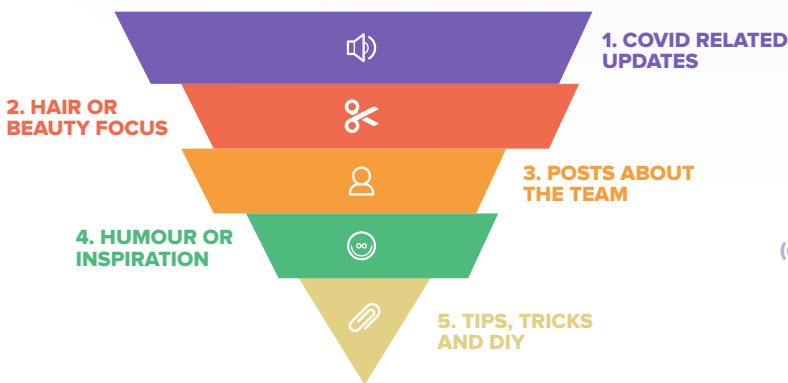 1. COVID RELATED
UPDATES
2. HAIR OR
BEAUTY FOCUS
3. POSTS ABOUT
THE TEAM
4. HUMOUR OR
INSPIRATION
5. TIPS, TRICKS
AND DIY